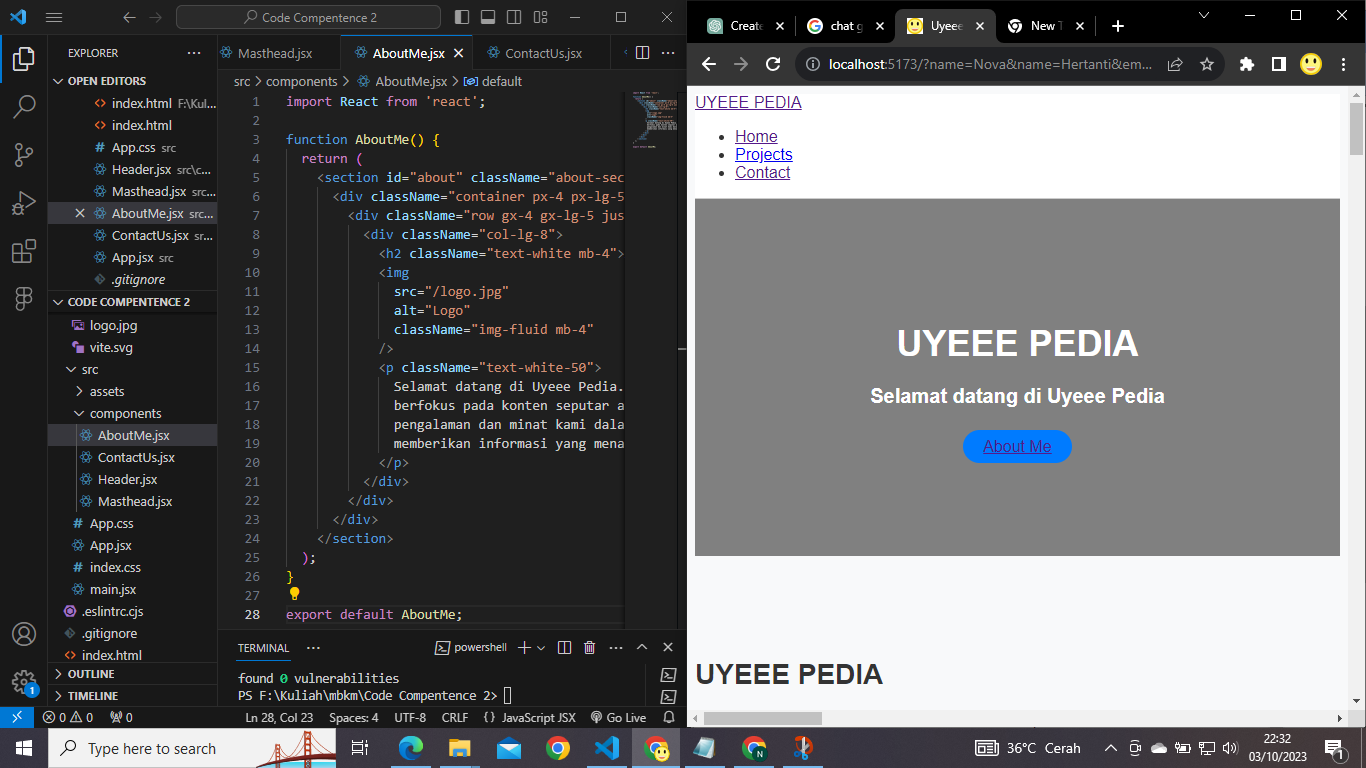 Code Compentence 2
EXPLORER
OPEN EDITORS
index.html F:\Kul...
index.html
App.css src
Header.jsx src\c...
Masthead.jsx src...
AboutMe.jsx src...
ContactUs.jsx sr...
App.jsx src
.gitignore
CODE COMPENTENCE 2
logo.jpg
vite.svg
src
assets
components
AboutMe.jsx
ContactUs.jsx
Header.jsx
Masthead.jsx
App.css
App.jsx
index.css
main.jsx
.eslintrc.cjs
.gitignore
index.html
OUTLINE
TIMELINE
1
Masthead.jsx AboutMe.jsx ContactUs.jsx
src > components > AboutMe.jsx > default
1 import React from 'react';
2
3 function AboutMe() {
4 return (
5 <section id="about" className="about-sec
6 <div className="container px-4 px-lg-5
7 <div className="row gx-4 gx-lg-5 jus
8 <div className="col-lg-8">
9 <h2 className="text-white mb-4">
10 <img
11 src="/logo.jpg"
12 alt="Logo"
13 className="img-fluid mb-4"
14 />
15 <p className="text-white-50">
16 Selamat datang di Uyeee Pedia.
17 berfokus pada konten seputar a
18 pengalaman dan minat kami dala
19 memberikan informasi yang mena
20 </p>
21 </div>
22 </div>
23 </div>
24 </section>
25 );
26 }
27
28 export default AboutMe;
TERMINAL
powershell
found 0 vulnerabilities
PS F:\Kuliah\mbkm\Code Compentence 2>
0 0 0 Ln 28, Col 23 Spaces: 4 UTF-8 CRLF {} JavaScript JSX Go Live
Create chat g Uyeee New T
localhost:5173/?name=Nova&name=Hertanti&em...
UYEEE PEDIA
Home
Projects
Contact
UYEEE PEDIA
Selamat datang di Uyeee Pedia
About Me
UYEEE PEDIA
Type here to search
N
36°C Cerah
22:32
03/10/2023
1